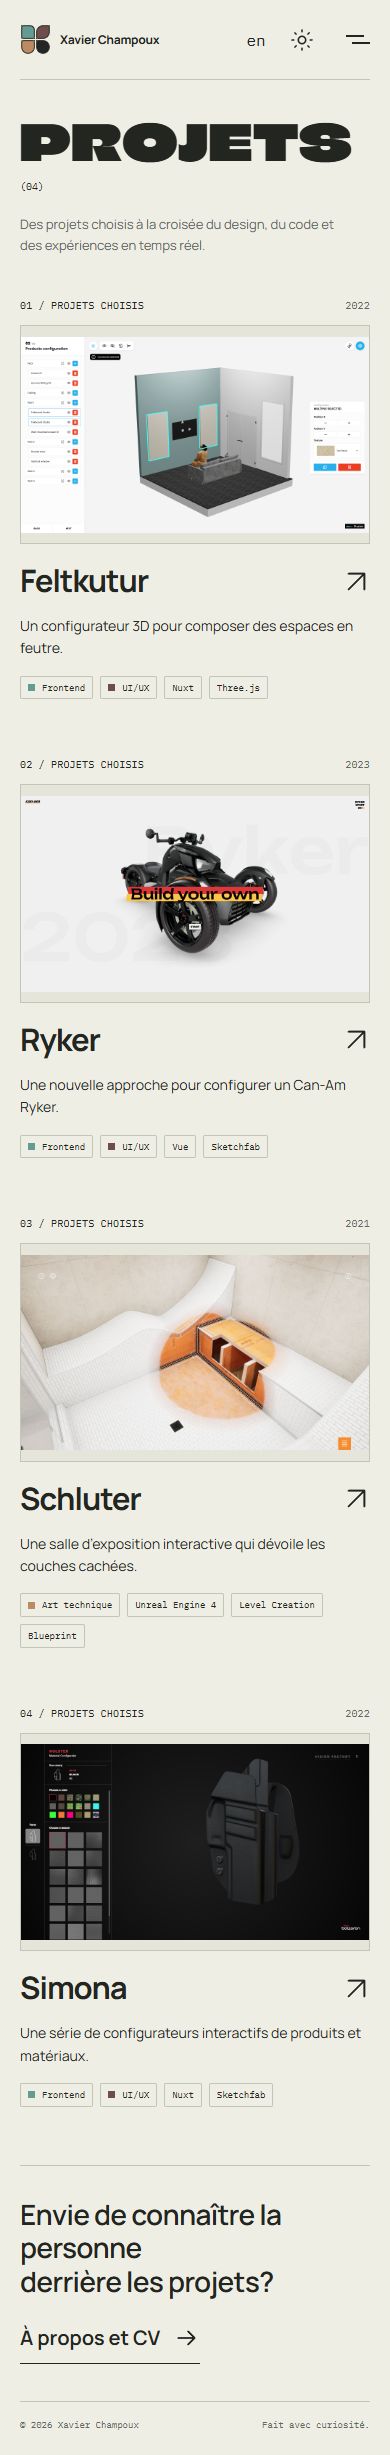 Xavier Champoux
en
PROJETS
(04)
Des projets choisis à la croisée du design, du code et
des expériences en temps réel.
01 / PROJETS CHOISIS
2022
Products configuration
Feltkutur
Un configurateur 3D pour composer des espaces en
feutre.
Frontend
UI/UX
Nuxt
Three.js
02 / PROJETS CHOISIS
2023
Ryker
Build your own
Ryker
Une nouvelle approche pour configurer un Can-Am
Ryker.
Frontend
UI/UX
Vue
Sketchfab
03 / PROJETS CHOISIS
2021
Schluter
Une salle d'exposition interactive qui dévoile les
couches cachées.
Art technique
Unreal Engine 4
Level Creation
Blueprint
04 / PROJETS CHOISIS
2022
HOLSTER
VISION FACTORY
Simona
Une série de configurateurs interactifs de produits et
matériaux.
Frontend
UI/UX
Nuxt
Sketchfab
Envie de connaître la
personne
derrière les projets?
À propos et CV
© 2026 Xavier Champoux
Fait avec curiosité.